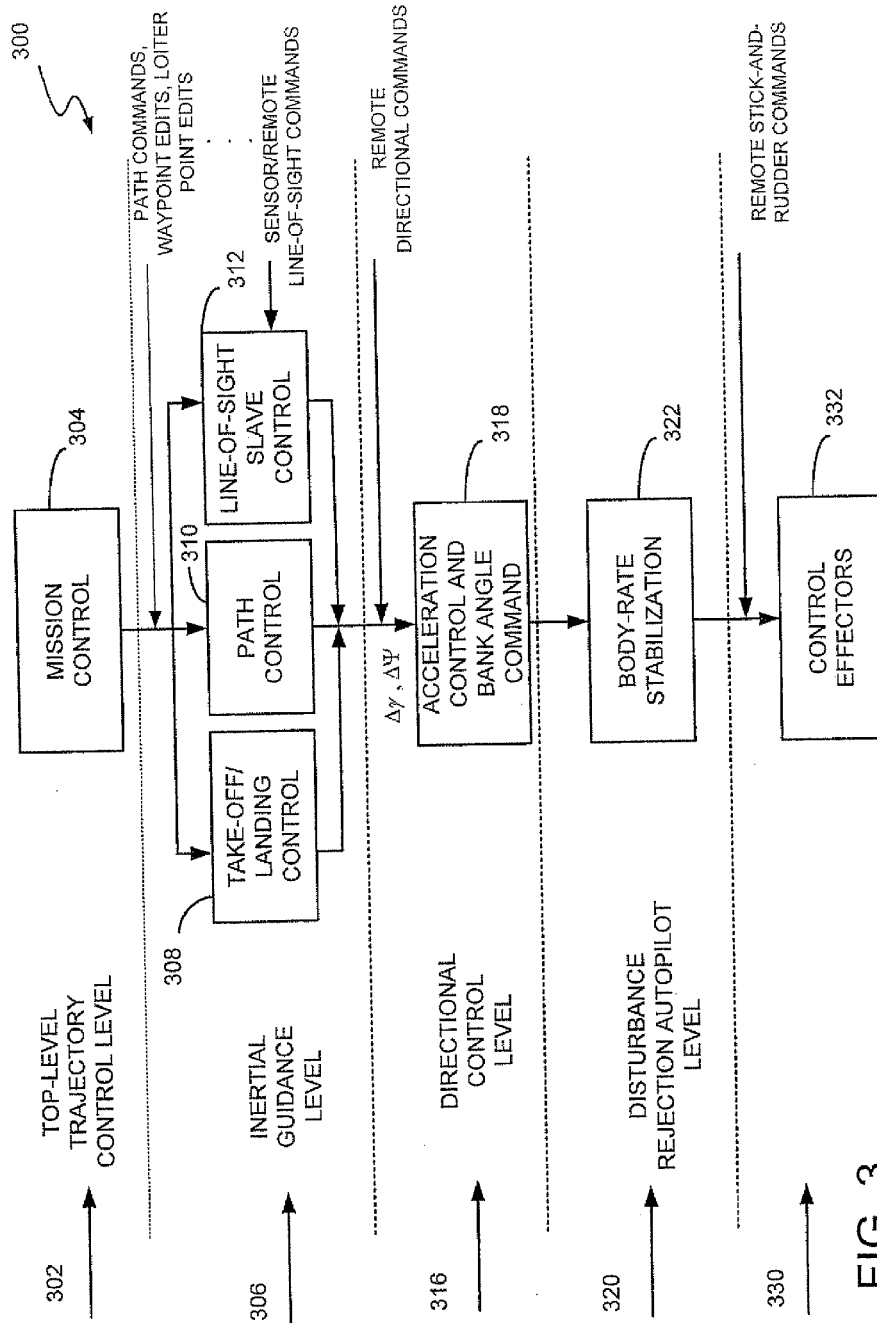 300
TOP-LEVEL
TRAJECTORY
CONTROL LEVEL
302
MISSION
CONTROL
304
PATH COMMANDS,
WAYPOINT EDITS, LOITER
POINT EDITS
INERTIAL
GUIDANCE
LEVEL
306
308
TAKE-OFF/
LANDING
CONTROL
310
PATH
CONTROL
312
LINE-OF-SIGHT
SLAVE
CONTROL
SENSOR/REMOTE
LINE-OF-SIGHT COMMANDS
REMOTE
DIRECTIONAL COMMANDS
Δγ , ΔΨ
DIRECTIONAL
CONTROL
LEVEL
316
ACCELERATION
CONTROL AND
BANK ANGLE
COMMAND
318
DISTURBANCE
REJECTION AUTOPILOT
LEVEL
320
BODY-RATE
STABILIZATION
322
REMOTE STICK-AND-
RUDDER COMMANDS
330
CONTROL
EFFECTORS
332
FIG. 3